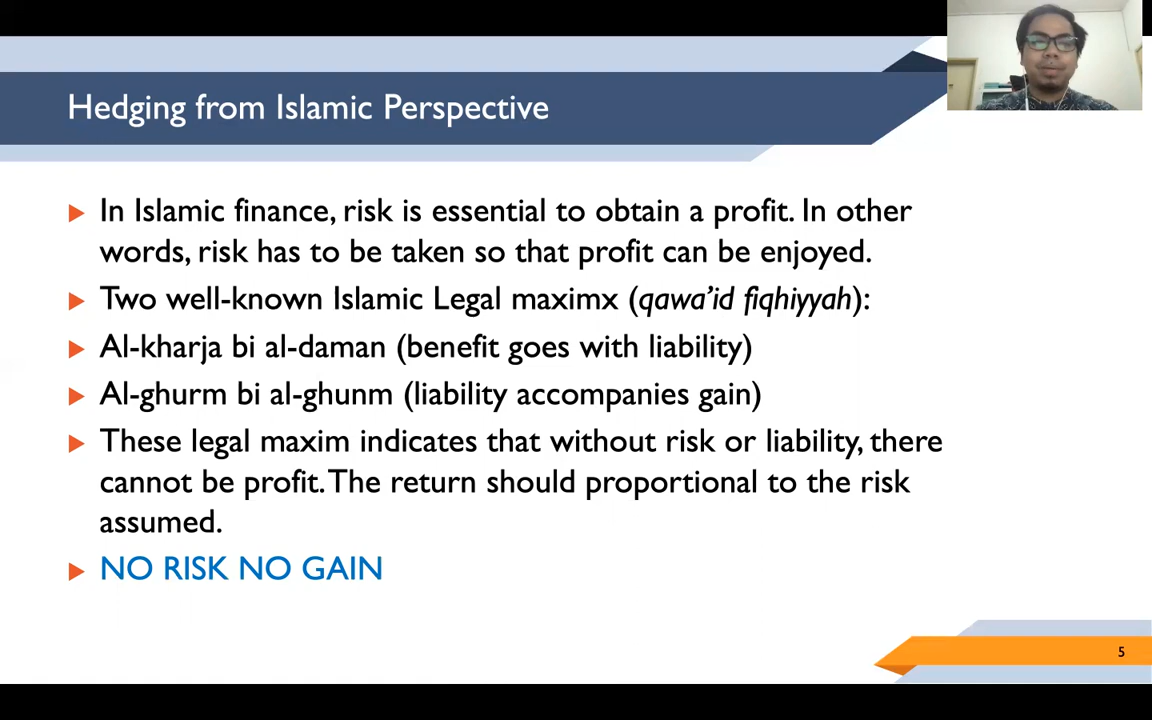 Hedging from Islamic Perspective
In Islamic finance, risk is essential to obtain a profit. In other
words, risk has to be taken so that profit can be enjoyed.
Two well-known Islamic Legal maximx (qawa’id fiqhiyyah):
Al-kharja bi al-daman (benefit goes with liability)
Al-ghurm bi al-ghunm (liability accompanies gain)
These legal maxim indicates that without risk or liability, there
cannot be profit. The return should proportional to the risk
assumed.
NO RISK NO GAIN
5